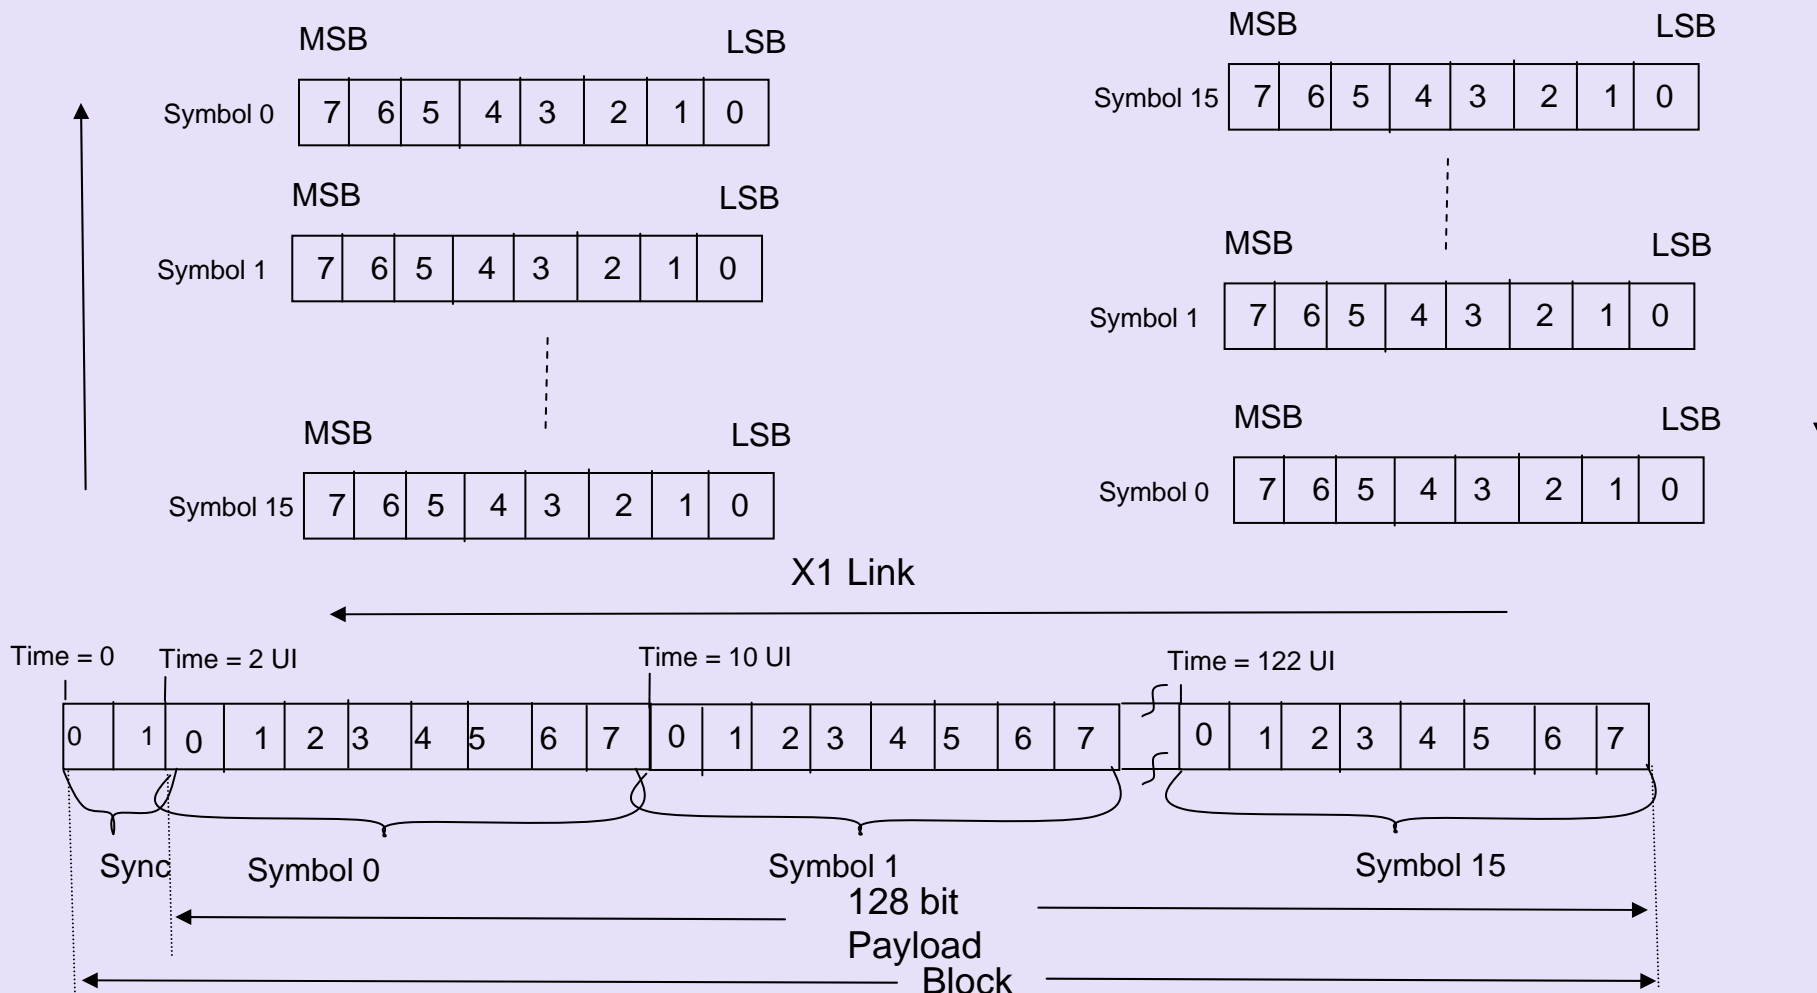 MSB LSB
Symbol 0 7 6 5 4 3 2 1 0
MSB LSB
Symbol 1 7 6 5 4 3 2 1 0
MSB LSB
Symbol 15 7 6 5 4 3 2 1 0
MSB LSB
Symbol 15 7 6 5 4 3 2 1 0
MSB LSB
Symbol 1 7 6 5 4 3 2 1 0
MSB LSB
Symbol 0 7 6 5 4 3 2 1 0
X1 Link
Time = 0 Time = 2 UI Time = 10 UI Time = 122 UI
0 1 0 1 2 3 4 5 6 7 0 1 2 3 4 5 6 7 0 1 2 3 4 5 6 7
Sync Symbol 0 Symbol 1 Symbol 15
128 bit
Payload
Block